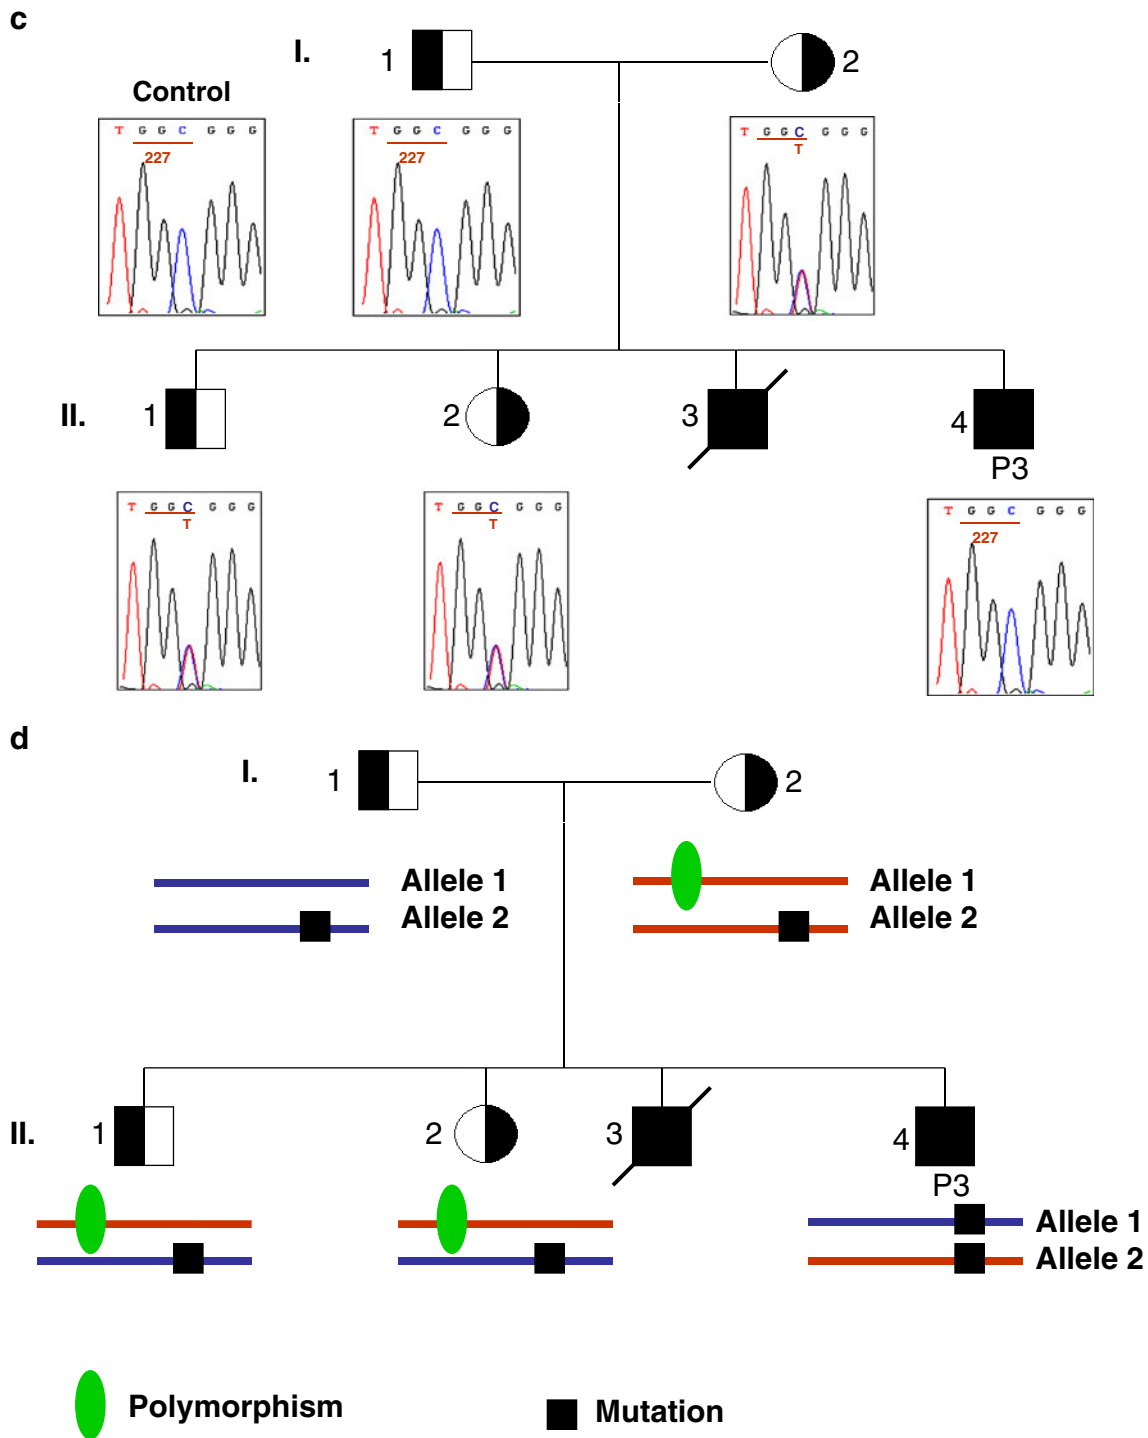 c
I.
1
2
Control
T G G C G G G
227
T G G C G G G
227
T G G C G G G
T
II.
1
2
3
4
P3
T G G C G G G
T
T G G C G G G
T
T G G C G G G
227
d
I.
1
2
Allele 1
Allele 2
Allele 1
Allele 2
II.
1
2
3
4
P3
Allele 1
Allele 2
Polymorphism
Mutation